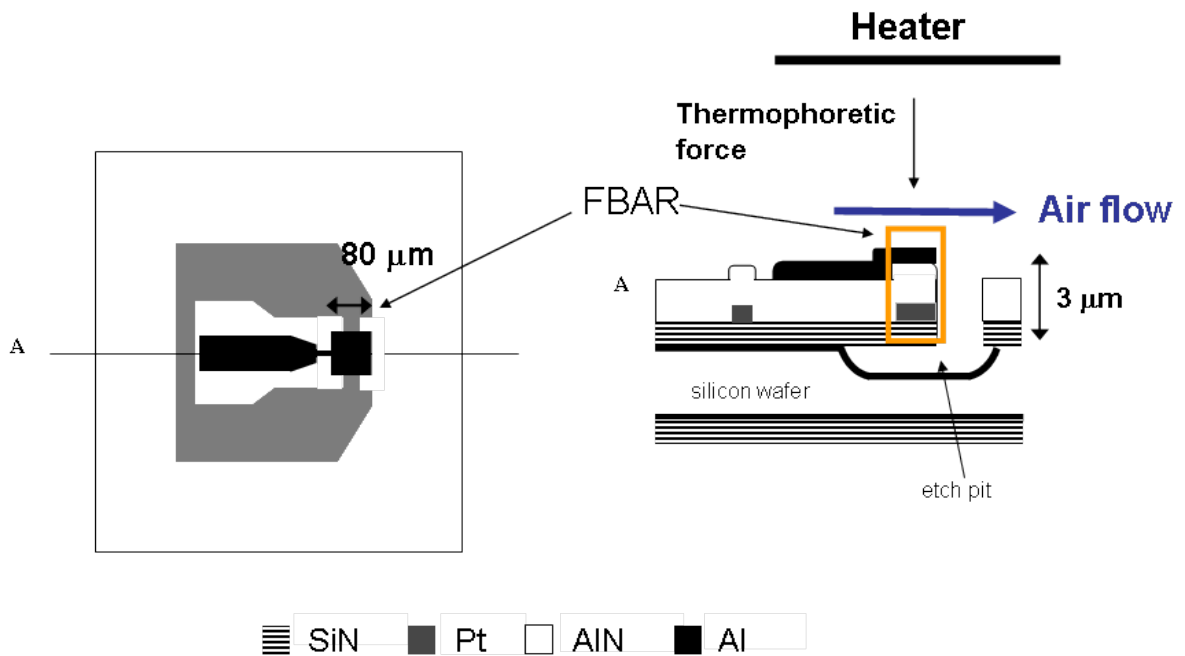 Heater
Thermophoretic
force
FBAR
Air flow
80 μm
A
A
3 μm
silicon wafer
etch pit
SiN Pt AlN Al